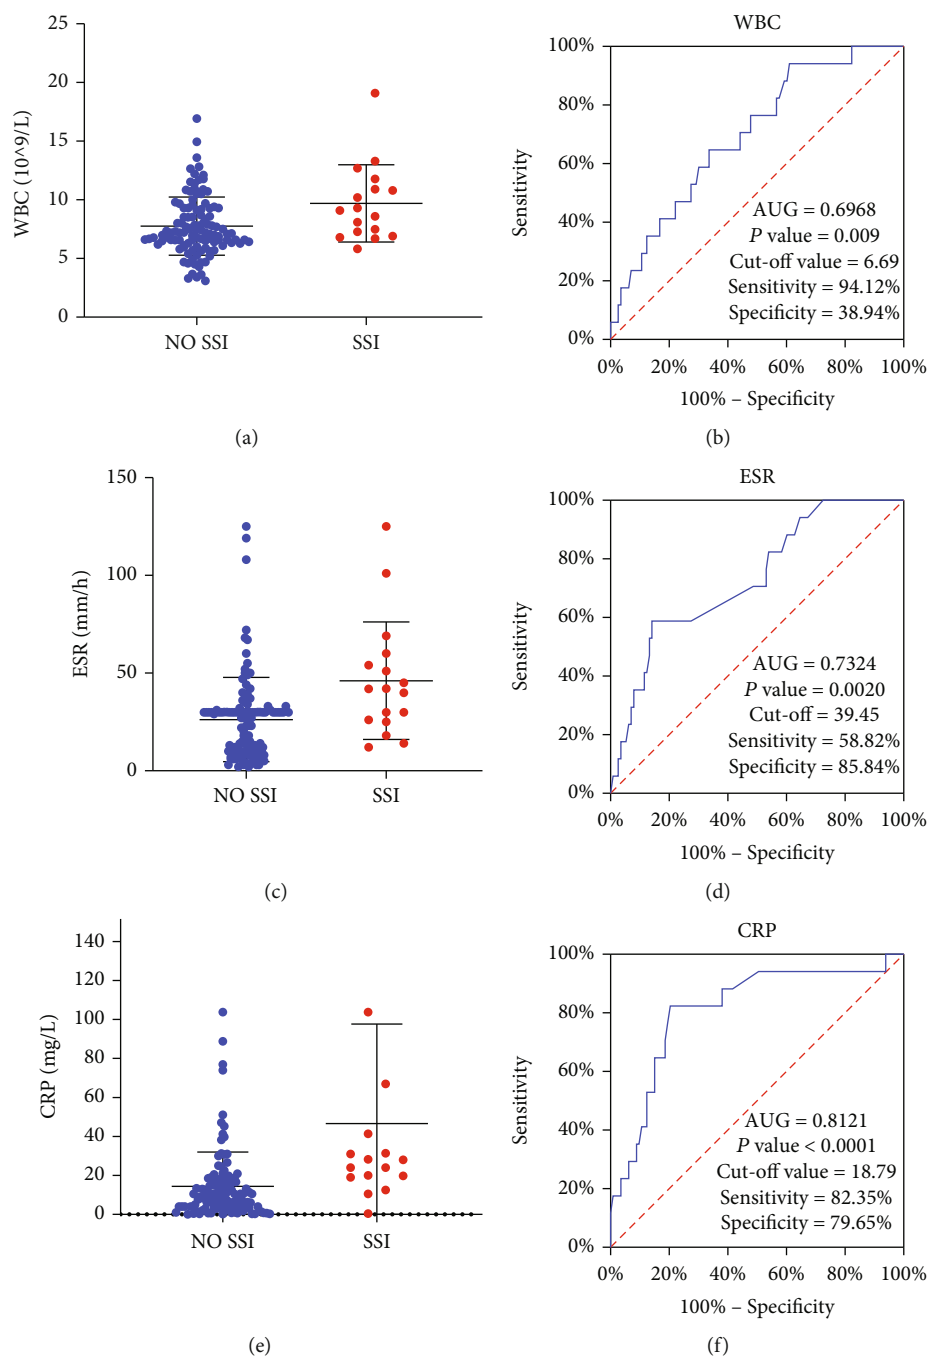 25
20
15
10
5
0
WBC (10^9/L)
NO SSI
SSI
(a)
WBC
100%
80%
60%
40%
20%
0%
Sensitivity
AUG = 0.6968
P value = 0.009
Cut-off value = 6.69
Sensitivity = 94.12%
Specificity = 38.94%
0% 20% 40% 60% 80% 100%
100% – Specificity
(b)
150
100
50
0
ESR (mm/h)
NO SSI
SSI
(c)
ESR
100%
80%
60%
40%
20%
0%
Sensitivity
AUG = 0.7324
P value = 0.0020
Cut-off = 39.45
Sensitivity = 58.82%
Specificity = 85.84%
0% 20% 40% 60% 80% 100%
100% – Specificity
(d)
140
120
100
80
60
40
20
0
CRP (mg/L)
NO SSI
SSI
(e)
CRP
100%
80%
60%
40%
20%
0%
Sensitivity
AUG = 0.8121
P value < 0.0001
Cut-off value = 18.79
Sensitivity = 82.35%
Specificity = 79.65%
0% 20% 40% 60% 80% 100%
100% – Specificity
(f)